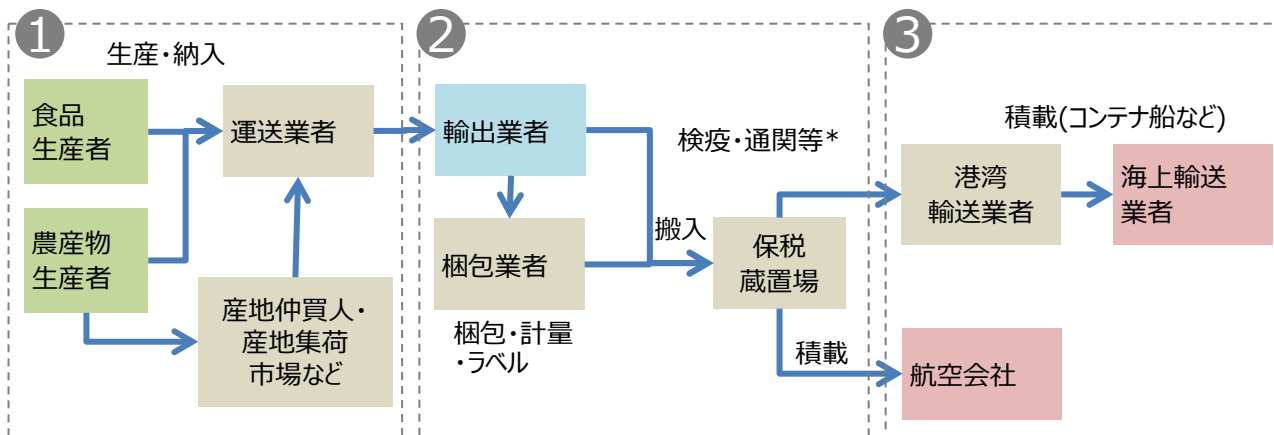 1
生産・納入
食品
生産者
運送業者
農産物
生産者
産地仲買人・
産地集荷
市場など
2
輸出業者
検疫・通関等*
梱包業者
搬入
保税
蔵置場
梱包・計量
・ラベル
積載
3
積載(コンテナ船など)
港湾
輸送業者
海上輸送
業者
航空会社